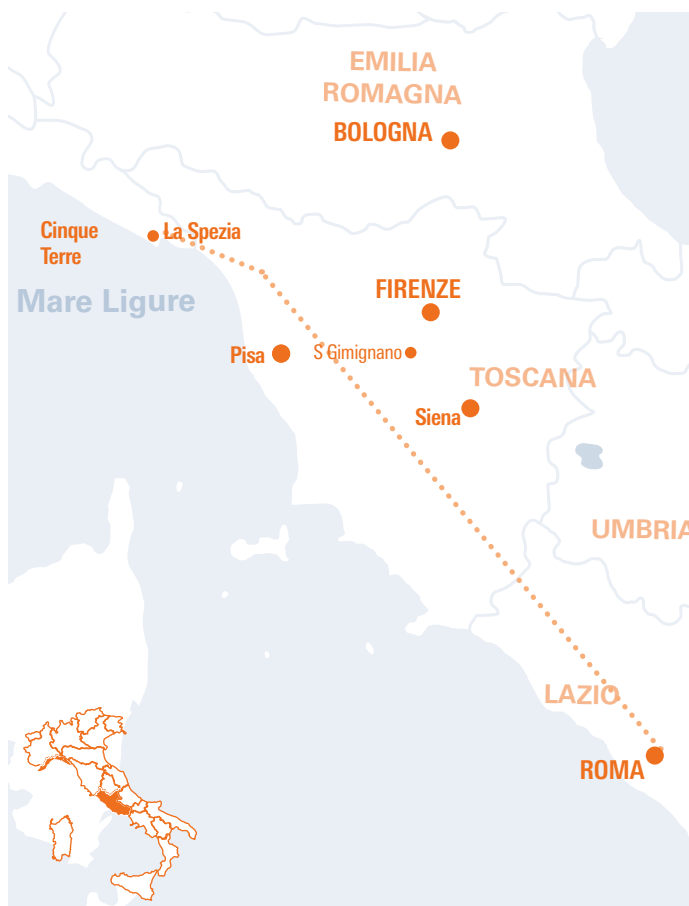 EMILIA
ROMAGNA
BOLOGNA
Cinque
Terre
La Spezia
Mare Ligure
FIRENZE
Pisa
S Gimignano
TOSCANA
Siena
UMBRIA
LAZIO
ROMA